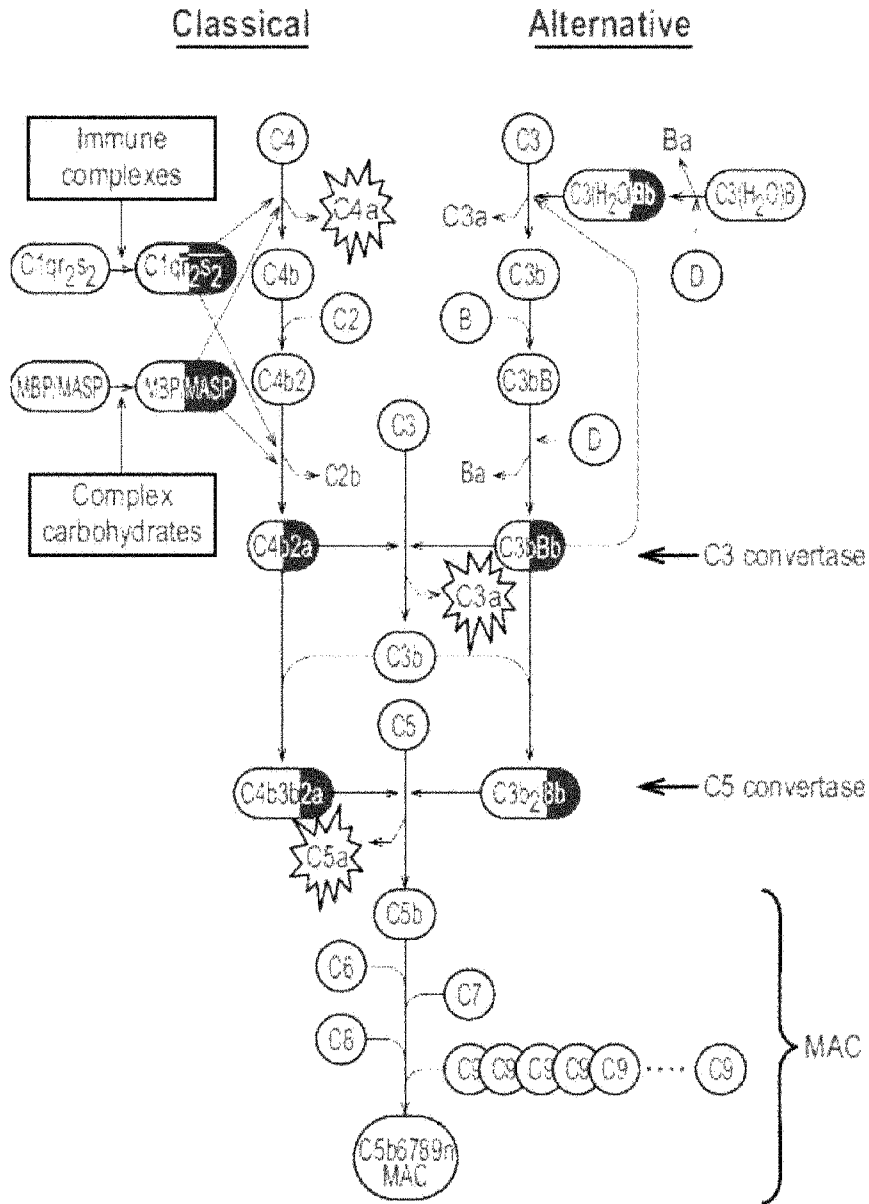 Classical
Alternative
Immune
complexes
C4
C4a
C3
Ba
C3(H2O)Bb
C3(H2O)B
C3a
D
C1qr2s2
C1qr2s2
C4b
C3b
C2
B
MBP/MASP
MBP/MASP
C4b2
C3bB
C3
D
C2b
Ba
Complex
carbohydrates
C4b2a
C3bBb
C3 convertase
C3a
C3b
C5
C4b3b2a
C3b2Bb
C5 convertase
C5a
C5b
C6
C7
C8
C9
C9
C9
C9
C9
C9
MAC
C5b6789n
MAC